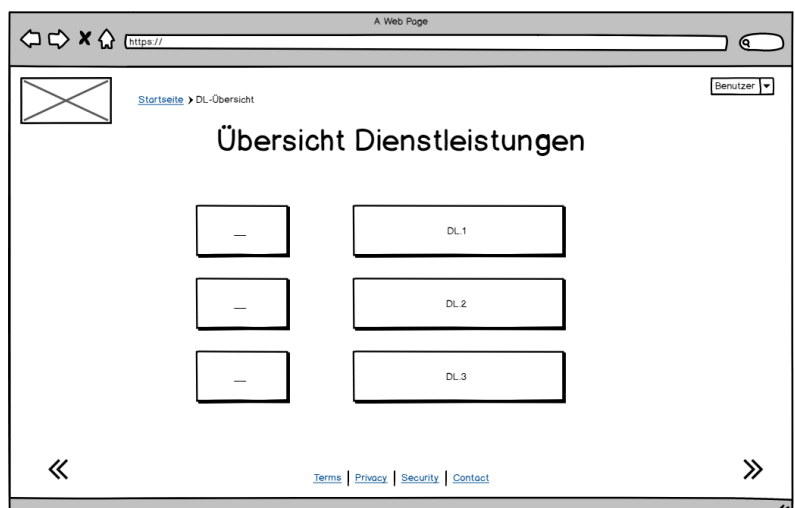 A Web Page
https://
Benutzer
Startseite > DL-Übersicht
Übersicht Dienstleistungen
__ DL.1
__ DL.2
__ DL.3
Terms | Privacy | Security | Contact